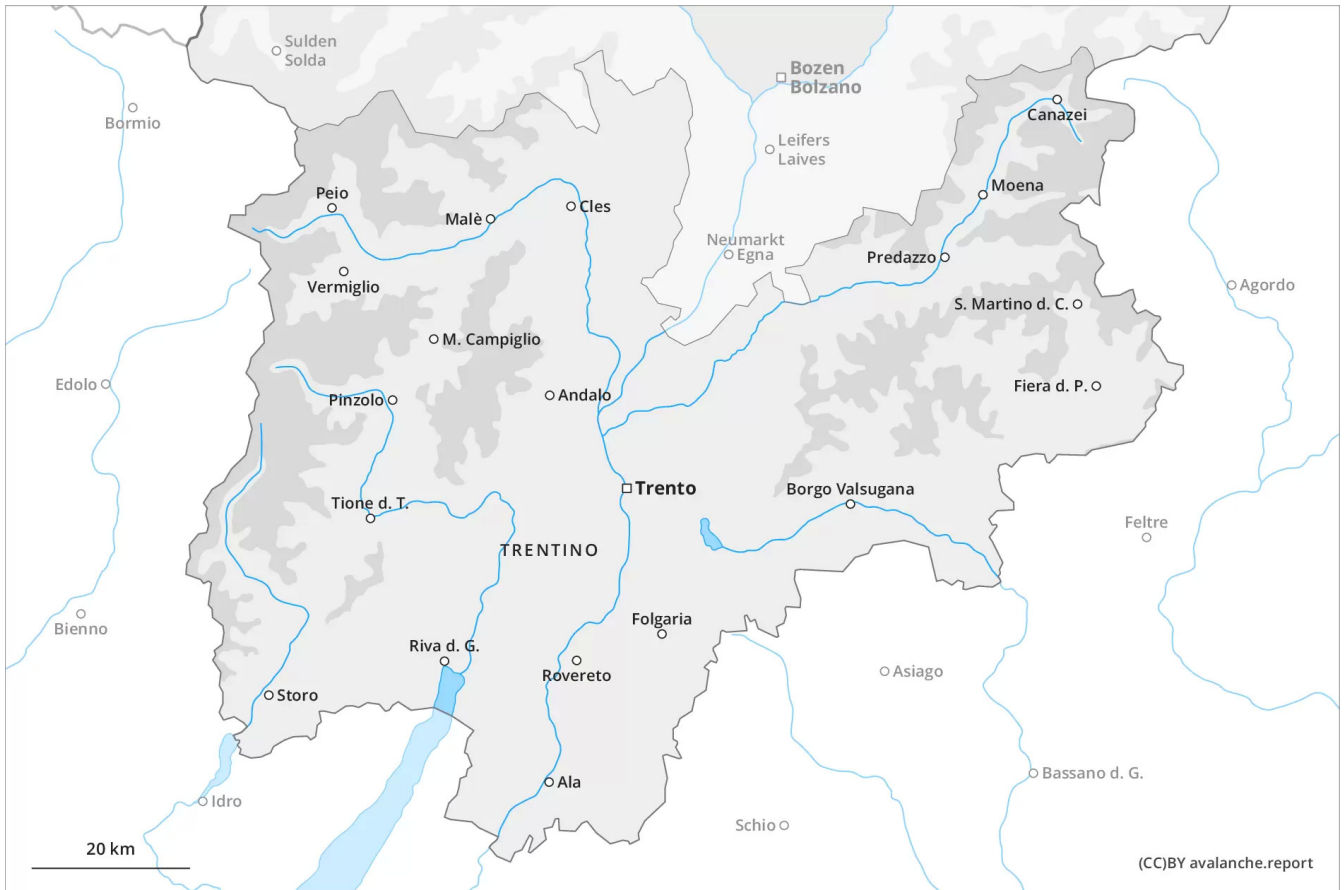 Sulden
Solda
Bozen
Bolzano
Bormio
Canazei
Leifers
Laives
Peio
Moena
Malè
Cles
Neumarkt
Egna
Predazzo
Vermiglio
Agordo
S. Martino d. C.
M. Campiglio
Edolo
Fiera d. P.
Pinzolo
Andalo
Trento
Borgo Valsugana
Tione d. T.
Feltre
TRENTINO
Folgaria
Bienno
Riva d. G.
Asiago
Rovereto
Storo
Bassano d. G.
Ala
Idro
Schio
20 km
(CC)BY avalanche.report